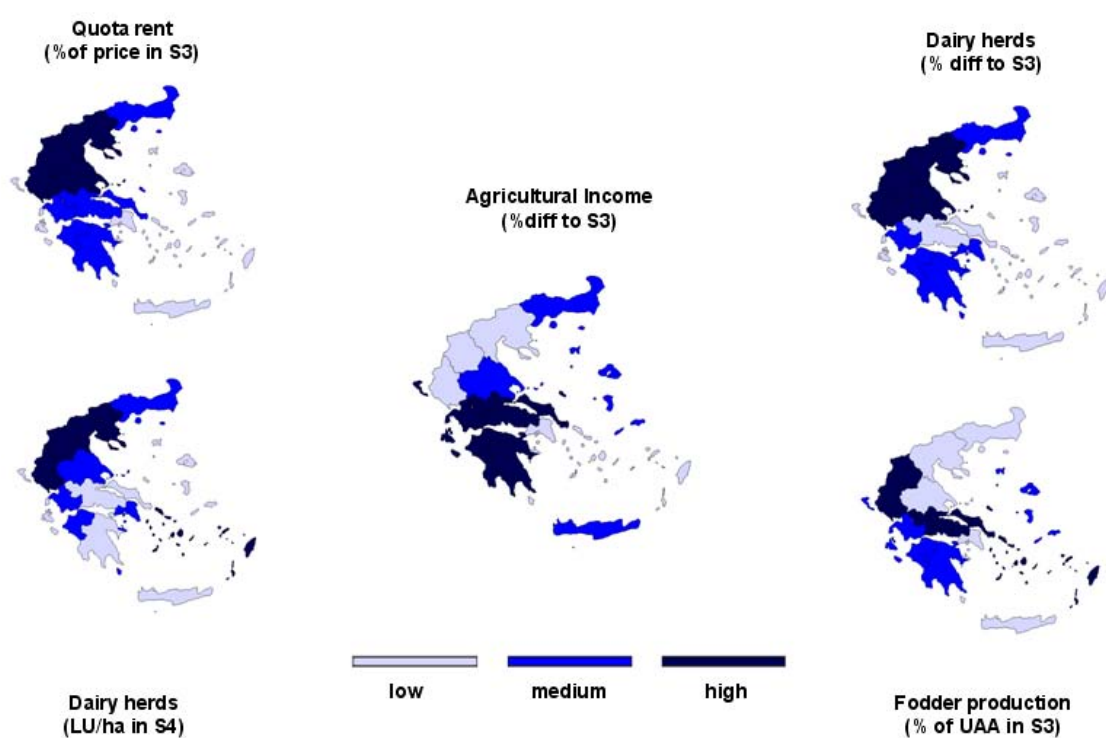 Quota rent
(%of price in S3)
Dairy herds
(% diff to S3)
Agricultural Income
(%diff to S3)
low
medium
high
Dairy herds
(LU/ha in S4)
Fodder production
(% of UAA in S3)